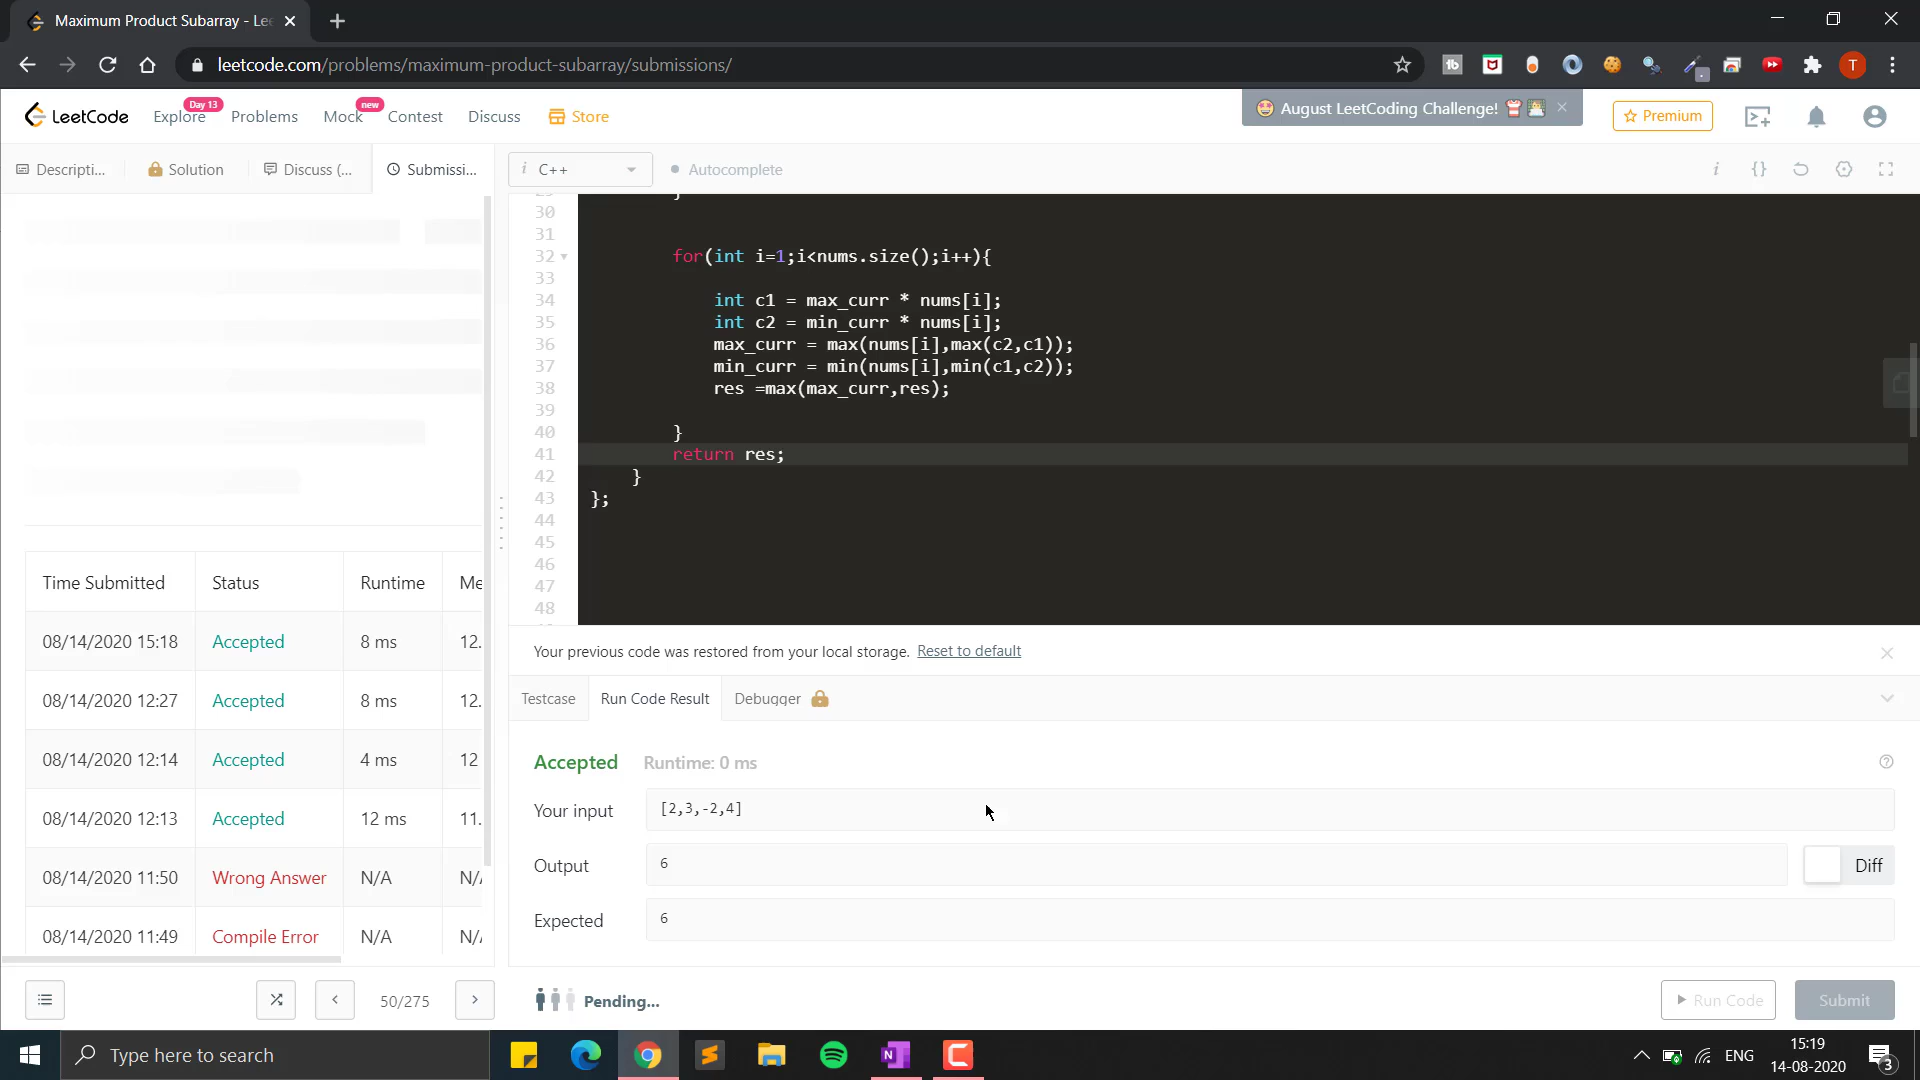 Maximum Product Subarray - Le
leetcode.com/problems/maximum-product-subarray/submissions/
T
LeetCode
Explore
Day 13
Problems
Mock
new
Contest
Discuss
Store
August LeetCoding Challenge!
Premium
Descripti...
Solution
Discuss (...
Submissi...
i C++
Autocomplete
30
31
32 for(int i=1;i<nums.size();i++){
33
34 int c1 = max_curr * nums[i];
35 int c2 = min_curr * nums[i];
36 max_curr = max(nums[i],max(c2,c1));
37 min_curr = min(nums[i],min(c1,c2));
38 res =max(max_curr,res);
39
40 }
41 return res;
42 }
43 };
44
45
46
47
48
Time Submitted Status Runtime Me
08/14/2020 15:18 Accepted 8 ms 12.
08/14/2020 12:27 Accepted 8 ms 12.
08/14/2020 12:14 Accepted 4 ms 12
08/14/2020 12:13 Accepted 12 ms 11.
08/14/2020 11:50 Wrong Answer N/A N/
08/14/2020 11:49 Compile Error N/A N/
Your previous code was restored from your local storage. Reset to default
Testcase
Run Code Result
Debugger
Accepted Runtime: 0 ms
Your input [2,3,-2,4]
Output 6
Diff
Expected 6
50/275
Pending...
Run Code
Submit
Type here to search
ENG
15:19
14-08-2020
3